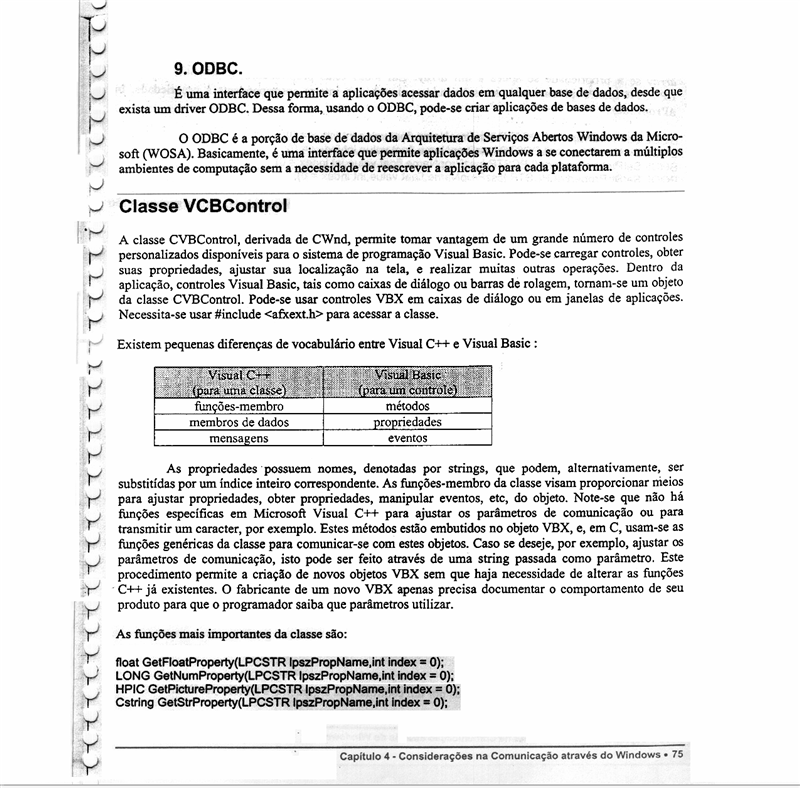 9. ODBC.
É uma interface que permite a aplicações acessar dados em qualquer base de dados, desde que
exista um driver ODBC. Dessa forma, usando o ODBC, pode-se criar aplicações de bases de dados.
O ODBC é a porção de base de dados da Arquitetura de Serviços Abertos Windows da Micro-
soft (WOSA). Basicamente, é uma interface que permite aplicações Windows a se conectarem a múltiplos
ambientes de computação sem a necessidade de reescrever a aplicação para cada plataforma.
Classe VCBControl
A classe CVBControl, derivada de CWnd, permite tomar vantagem de um grande número de controles
personalizados disponíveis para o sistema de programação Visual Basic. Pode-se carregar controles, obter
suas propriedades, ajustar sua localização na tela, e realizar muitas outras operações. Dentro da
aplicação, controles Visual Basic, tais como caixas de diálogo ou barras de rolagem, tornam-se um objeto
da classe CVBControl. Pode-se usar controles VBX em caixas de diálogo ou em janelas de aplicações.
Necessita-se usar #include <afxext.h> para acessar a classe.
Existem pequenas diferenças de vocabulário entre Visual C++ e Visual Basic :
Visual C++ Visual Basic
(para uma classe) (para um controle)
funções-membro métodos
membros de dados propriedades
mensagens eventos
As propriedades possuem nomes, denotadas por strings, que podem, alternativamente, ser
substitídas por um índice inteiro correspondente. As funções-membro da classe visam proporcionar meios
para ajustar propriedades, obter propriedades, manipular eventos, etc, do objeto. Note-se que não há
funções específicas em Microsoft Visual C++ para ajustar os parâmetros de comunicação ou para
transmitir um caracter, por exemplo. Estes métodos estão embutidos no objeto VBX, e, em C, usam-se as
funções genéricas da classe para comunicar-se com estes objetos. Caso se deseje, por exemplo, ajustar os
parâmetros de comunicação, isto pode ser feito através de uma string passada como parâmetro. Este
procedimento permite a criação de novos objetos VBX sem que haja necessidade de alterar as funções
C++ já existentes. O fabricante de um novo VBX apenas precisa documentar o comportamento de seu
produto para que o programador saiba que parâmetros utilizar.
As funções mais importantes da classe são:
float GetFloatProperty(LPCSTR lpszPropName,int index = 0);
LONG GetNumProperty(LPCSTR lpszPropName,int index = 0);
HPIC GetPictureProperty(LPCSTR lpszPropName,int index = 0);
Cstring GetStrProperty(LPCSTR lpszPropName,int index = 0);
Capítulo 4 - Considerações na Comunicação através do Windows • 75